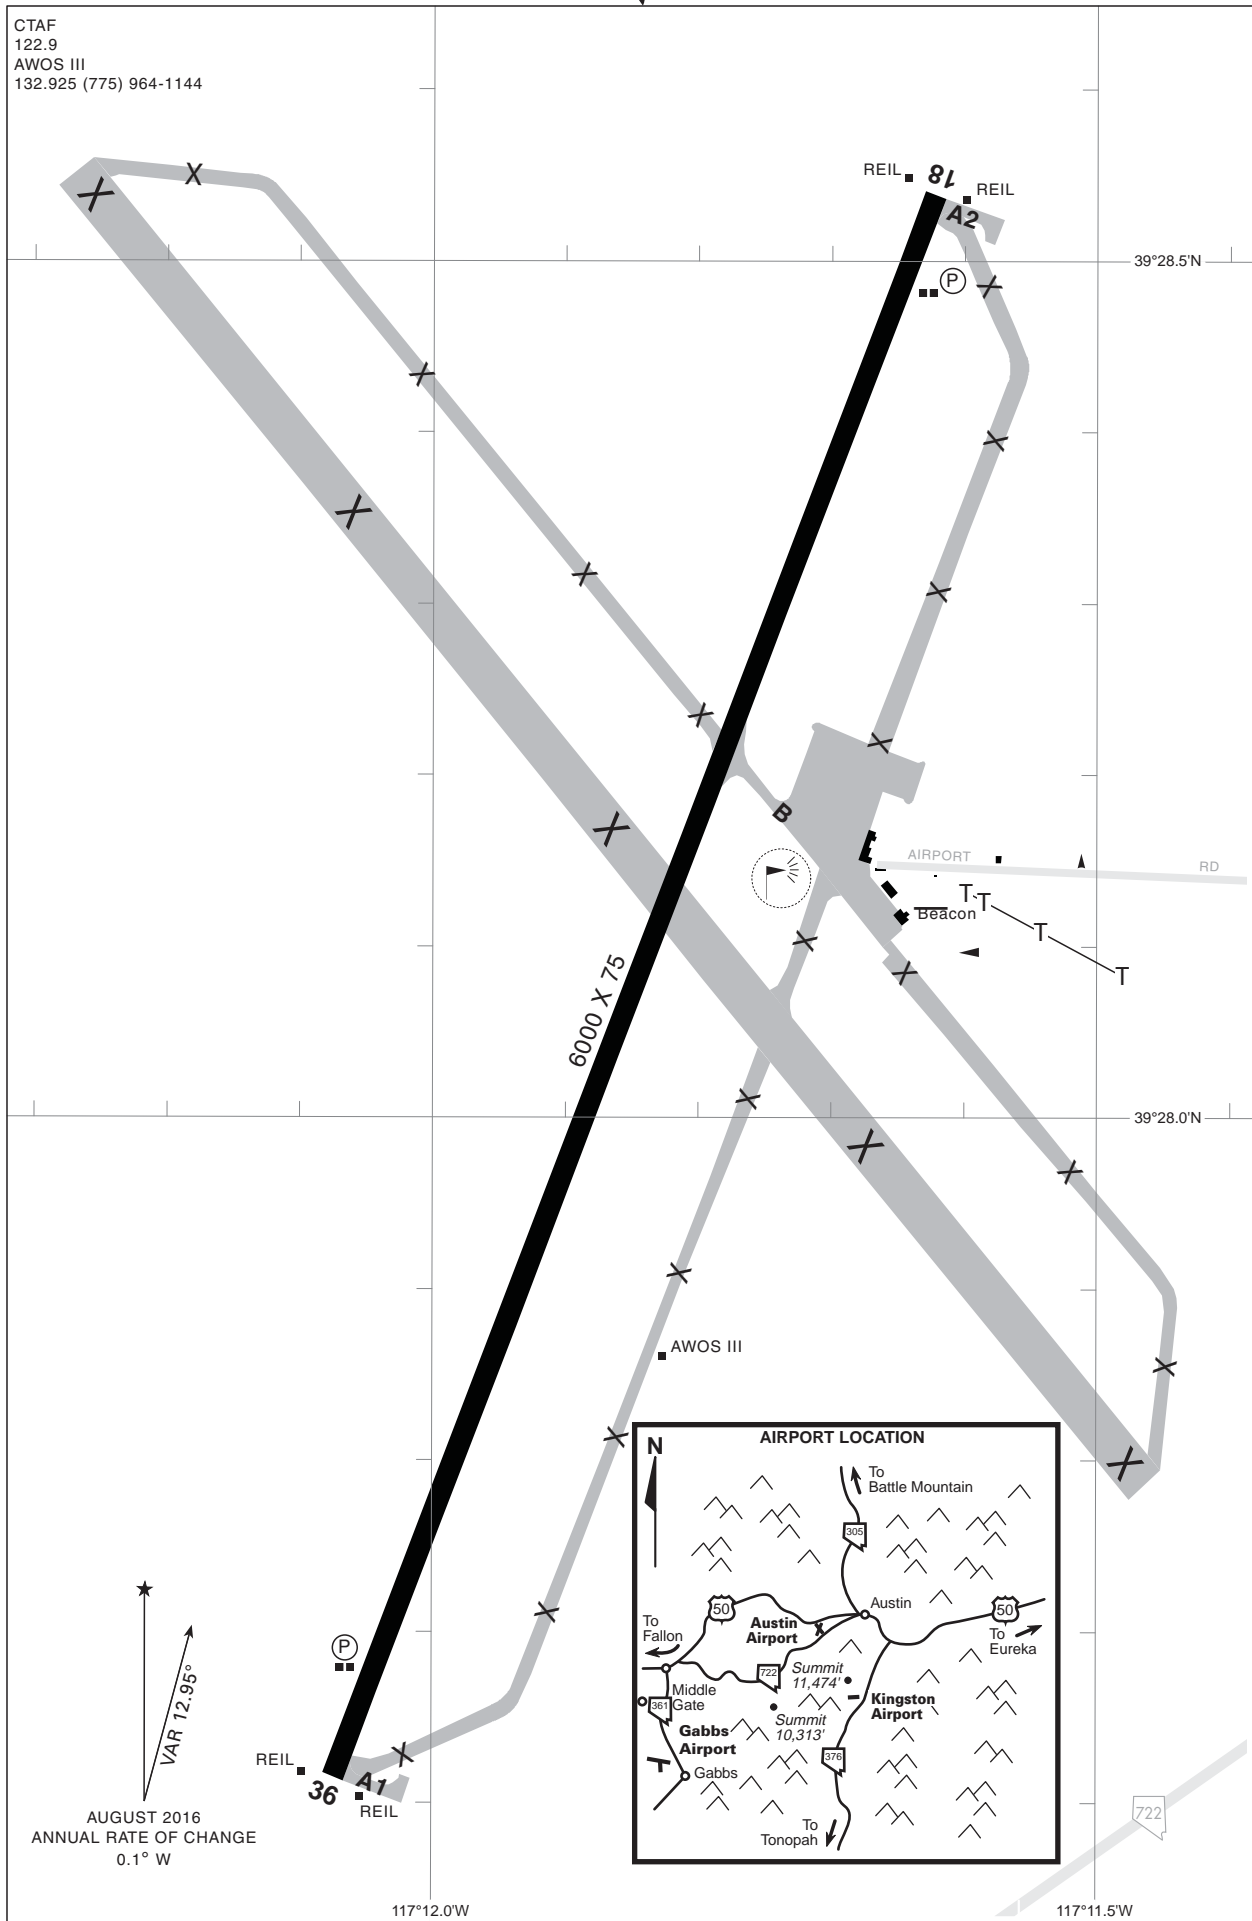 CTAF
122.9
AWOS III
132.925 (775) 964-1144
REIL
18
REIL
A2
39°28.5'N
P
X
X
X
X
X
X
X
X
X
X
X
B
X
AIRPORT
RD
T
T
Beacon
T
X
X
T
6000 X 75
X
39°28.0'N
X
X
X
AWOS III
X
X
X
AIRPORT LOCATION
N
To
Battle Mountain
305
50
Austin
50
To
Fallon
Austin
Airport
To
Eureka
722
Summit
11,474'
Middle
Gate
361
Kingston
Airport
Summit
10,313'
Gabbs
Airport
376
Gabbs
To
Tonopah
X
P
VAR 12.95°
X
REIL
36
A1
REIL
AUGUST 2016
ANNUAL RATE OF CHANGE
0.1° W
722
117°12.0'W
117°11.5'W